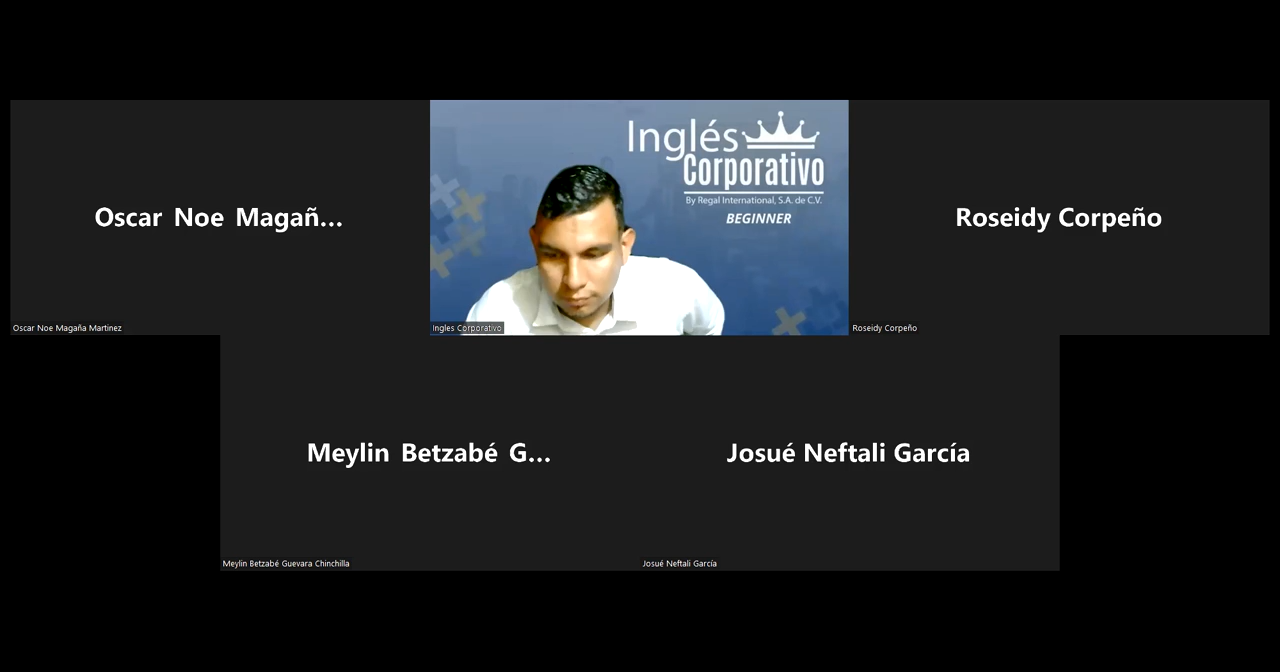 Oscar Noe Magañ...
Oscar Noe Magaña Martinez
Inglés
Corporativo
By Regal International, S.A. de C.V.
BEGINNER
Ingles Corporativo
Roseidy Corpeño
Roseidy Corpeño
Meylin Betzabé G...
Meylin Betzabé Guevara Chinchilla
Josué Neftali García
Josué Neftali García